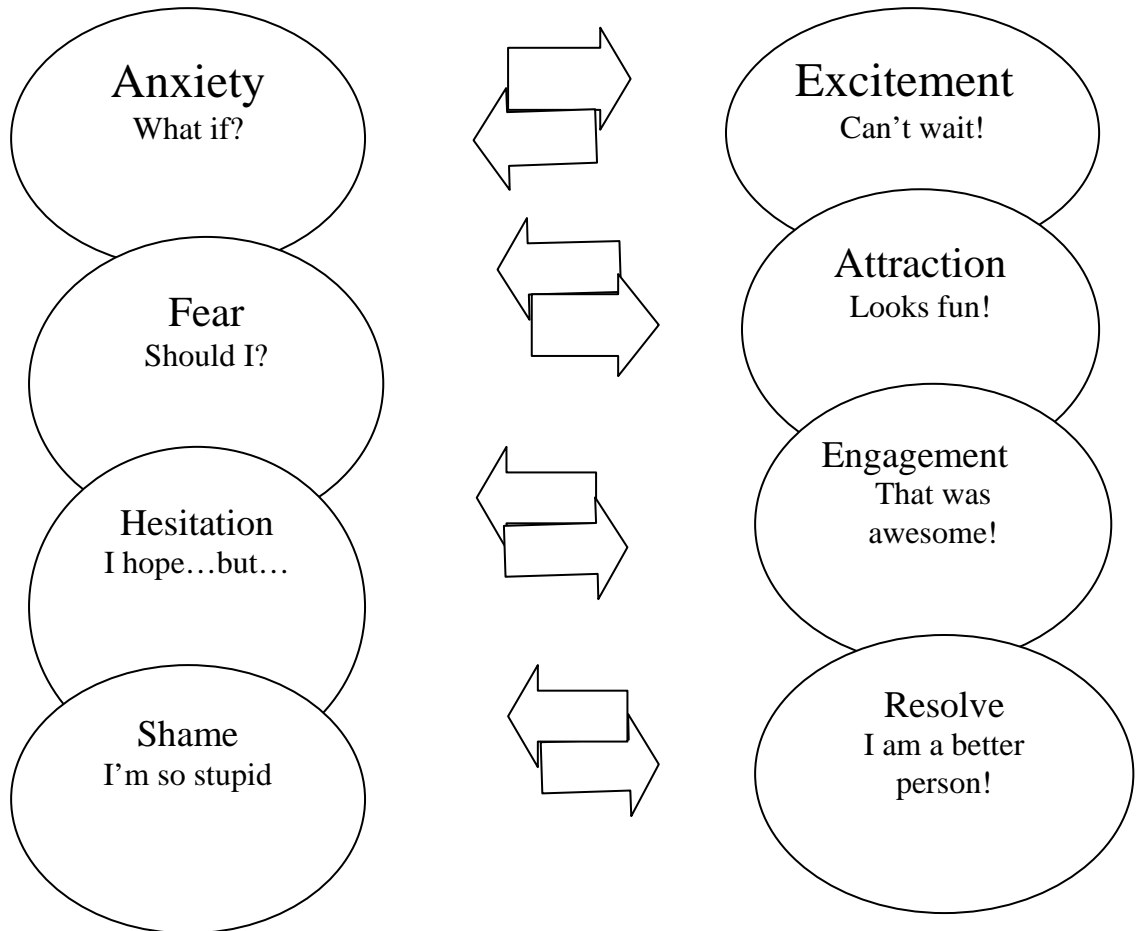 Anxiety
What if?
Excitement
Can’t wait!
Fear
Should I?
Attraction
Looks fun!
Hesitation
I hope…but…
Engagement
That was
awesome!
Shame
I’m so stupid
Resolve
I am a better
person!